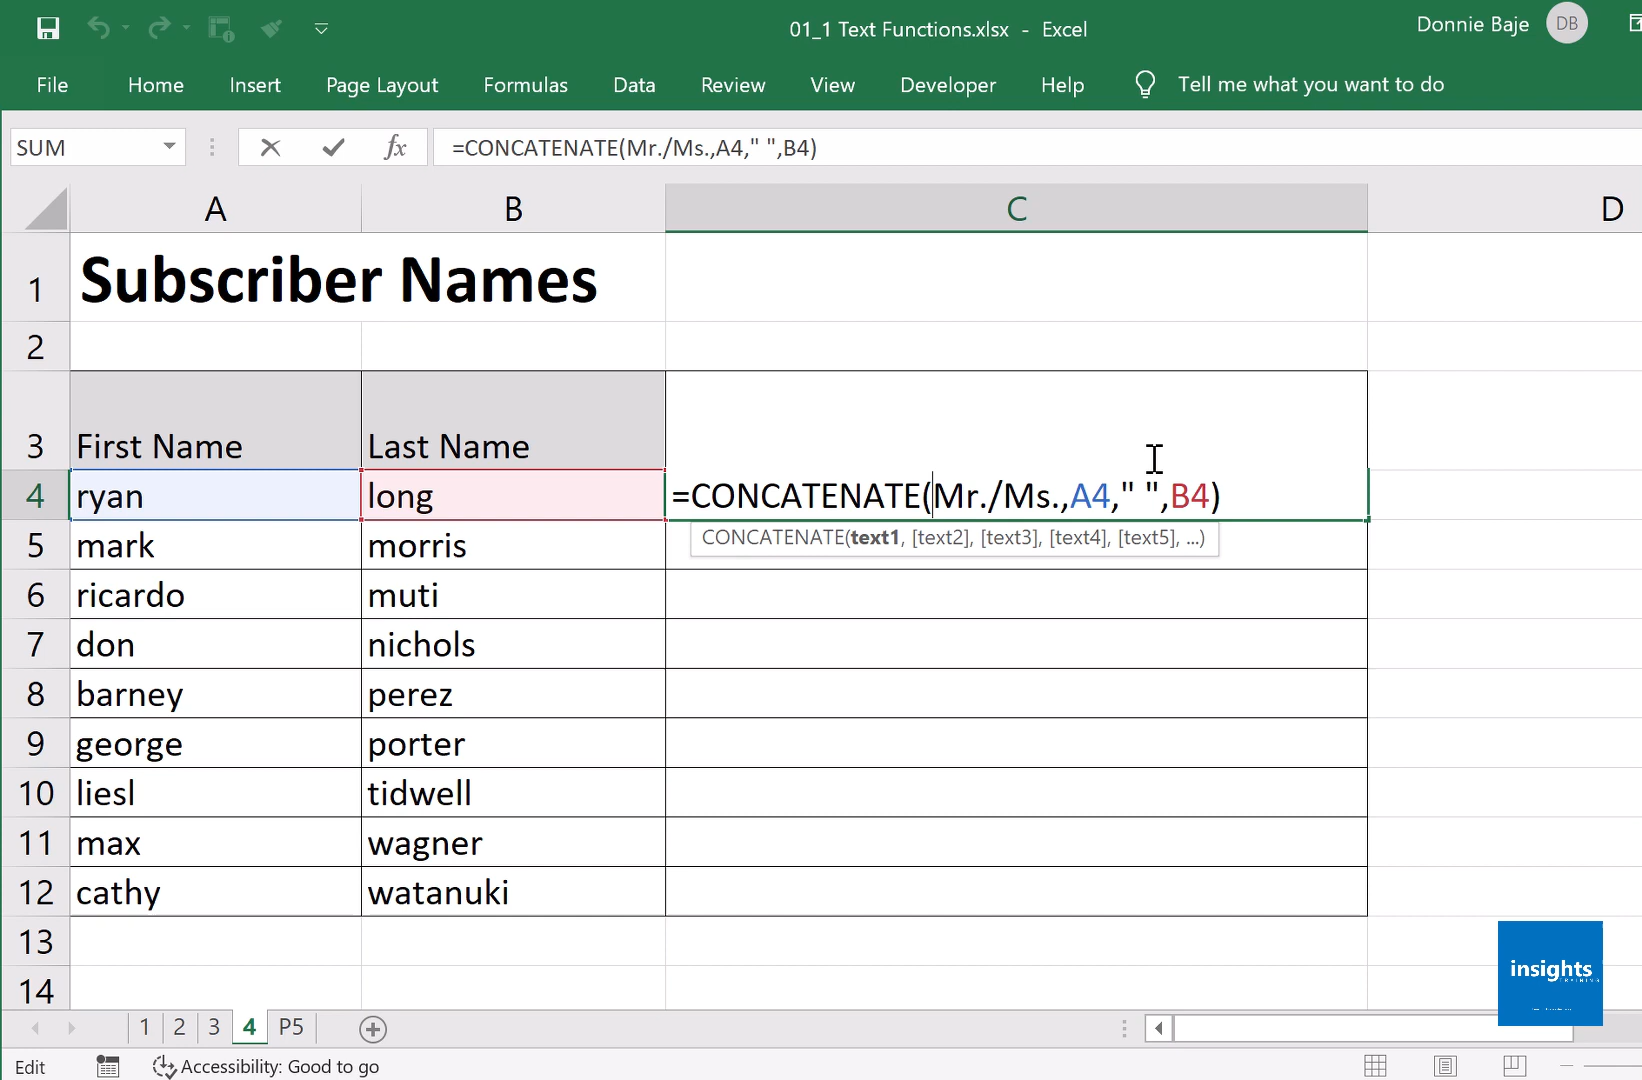 01_1 Text Functions.xlsx - Excel
Donnie Baje DB
File Home Insert Page Layout Formulas Data Review View Developer Help Tell me what you want to do
SUM fx =CONCATENATE(Mr./Ms.,A4," ",B4)
A B C D
1 Subscriber Names
2
3 First Name Last Name
4 ryan long =CONCATENATE(Mr./Ms.,A4," ",B4)
5 mark morris CONCATENATE(text1, [text2], [text3], [text4], [text5], ...)
6 ricardo muti
7 don nichols
8 barney perez
9 george porter
10 liesl tidwell
11 max wagner
12 cathy watanuki
13
14
insights
TRAINING
1 2 3 4 P5
Edit Accessibility: Good to go